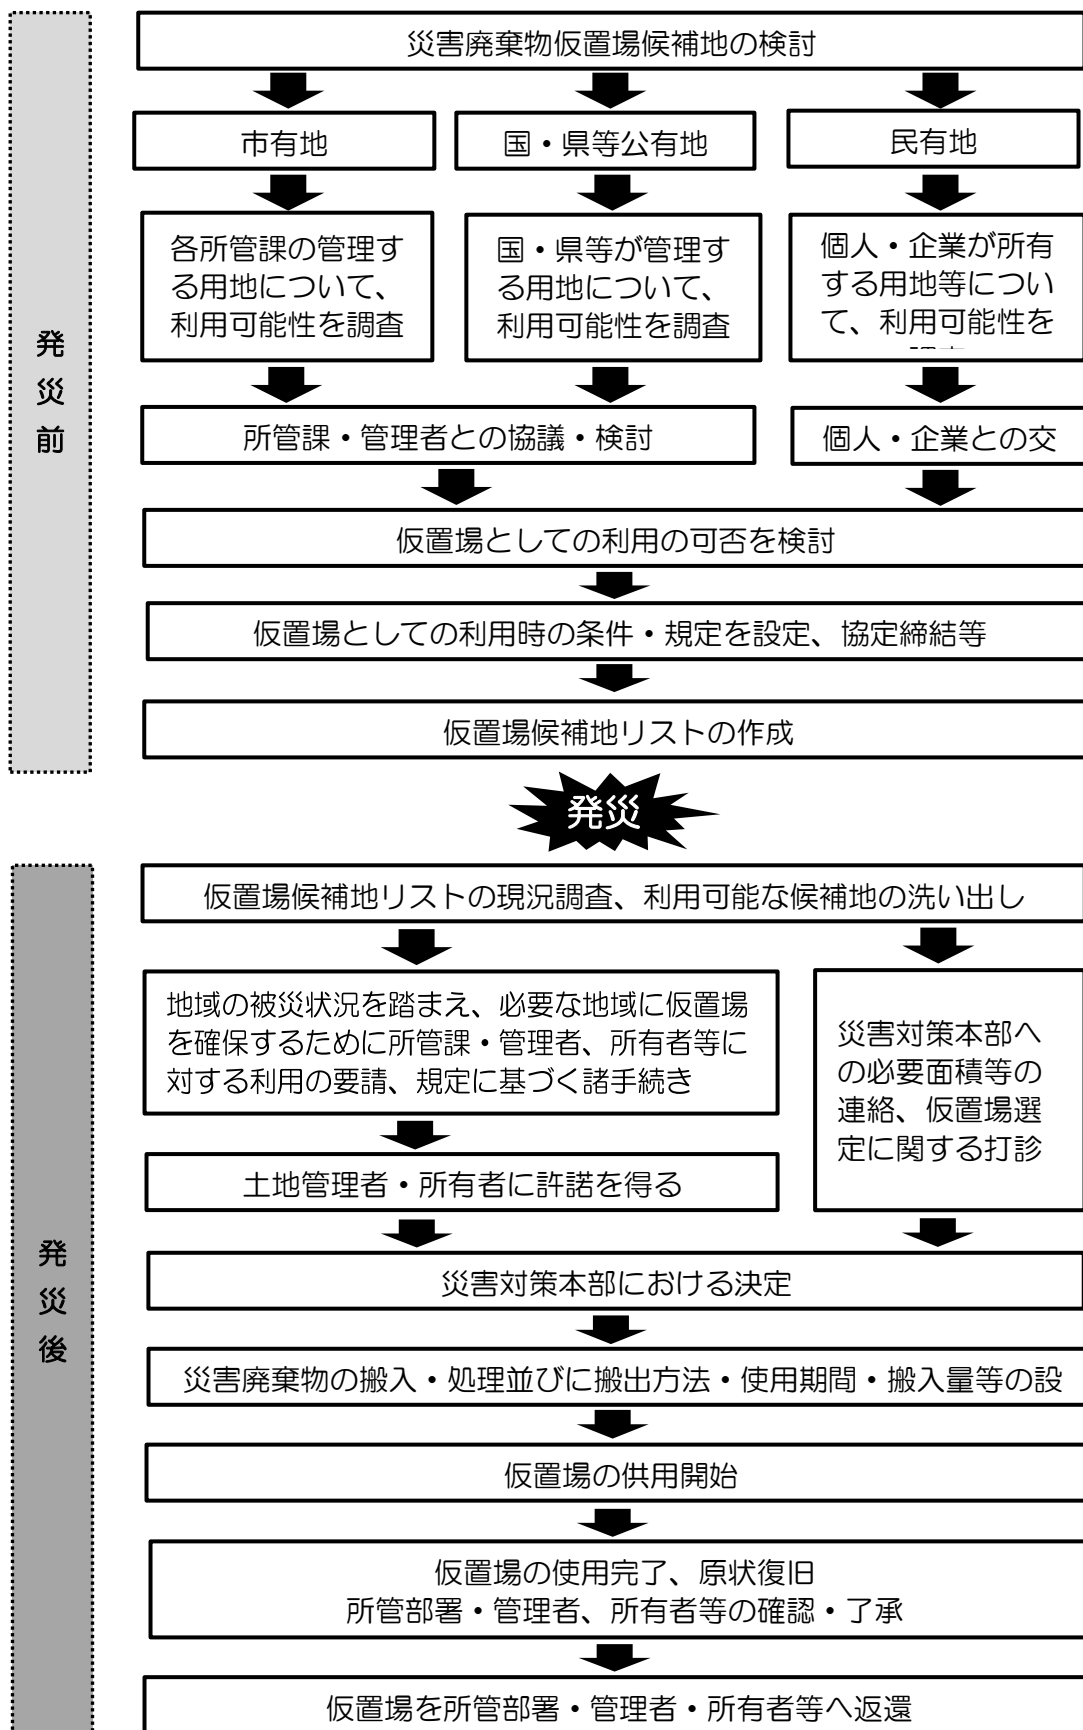 災害廃棄物仮置場候補地の検討
市有地
国・県等公有地
民有地
各所管課の管理す
る用地について、
利用可能性を調査
国・県等が管理す
る用地について、
利用可能性を調査
個人・企業が所有
する用地等につい
て、利用可能性を
所管課・管理者との協議・検討
個人・企業との交
仮置場としての利用の可否を検討
仮置場としての利用時の条件・規定を設定、協定締結等
仮置場候補地リストの作成
発災前
発災
仮置場候補地リストの現況調査、利用可能な候補地の洗い出し
地域の被災状況を踏まえ、必要な地域に仮置場
を確保するために所管課・管理者、所有者等に
対する利用の要請、規定に基づく諸手続き
災害対策本部へ
の必要面積等の
連絡、仮置場選
定に関する打診
土地管理者・所有者に許諾を得る
災害対策本部における決定
災害廃棄物の搬入・処理並びに搬出方法・使用期間・搬入量等の設
仮置場の供用開始
仮置場の使用完了、原状復旧
所管部署・管理者、所有者等の確認・了承
仮置場を所管部署・管理者・所有者等へ返還
発災後